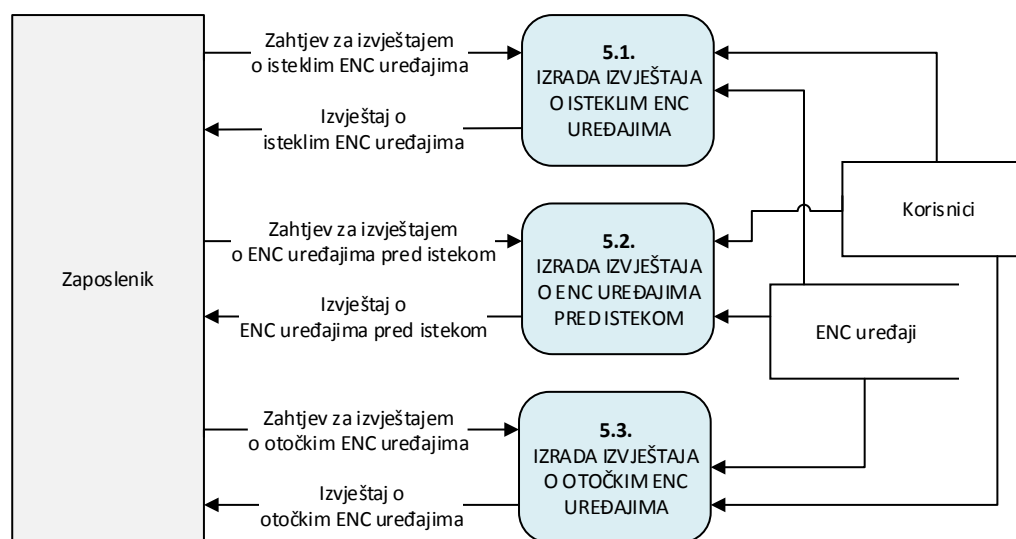 Zahtjev za izvještajem
o isteklim ENC uređajima
5.1.
IZRADA IZVJEŠTAJA
O ISTEKLIM ENC
UREĐAJIMA
Izvještaj o
isteklim ENC uređajima
Korisnici
Zahtjev za izvještajem
o ENC uređajima pred istekom
5.2.
IZRADA IZVJEŠTAJA
O ENC UREĐAJIMA
PRED ISTEKOM
Zaposlenik
Izvještaj o
ENC uređajima pred istekom
ENC uređaji
Zahtjev za izvještajem
o otočkim ENC uređajima
5.3.
IZRADA IZVJEŠTAJA
O OTOČKIM ENC
UREĐAJIMA
Izvještaj o
otočkim ENC uređajima